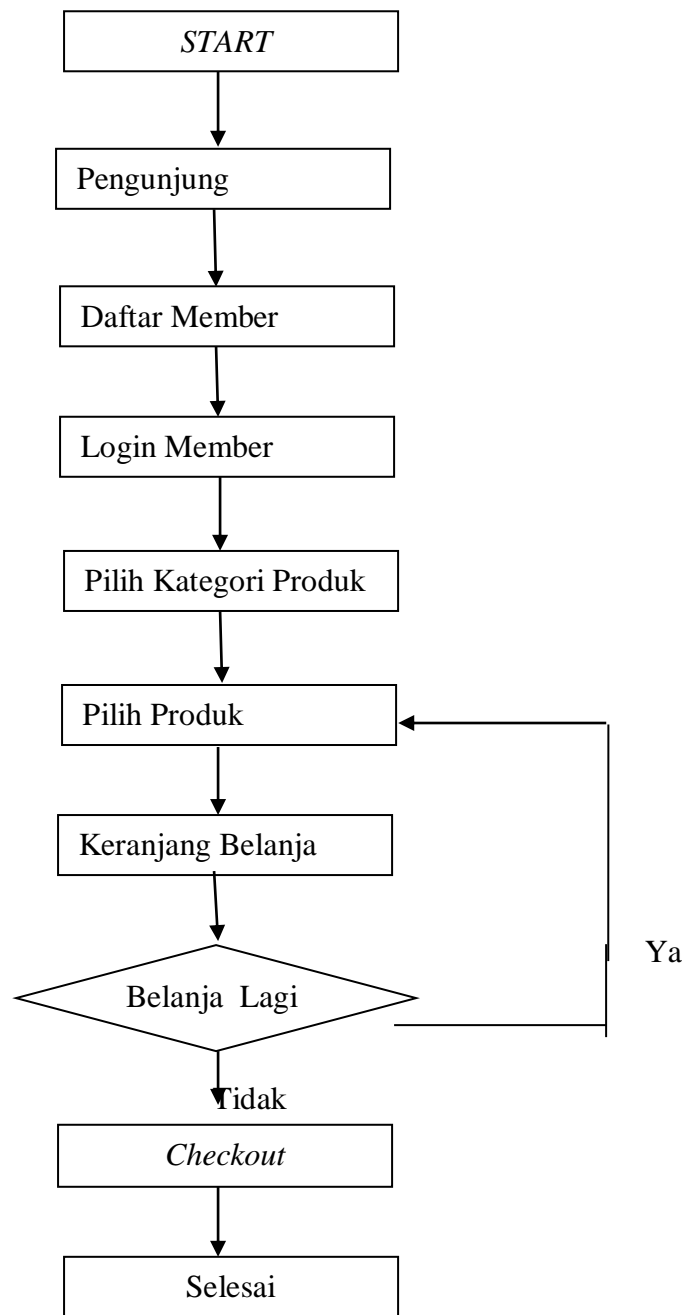 START
Pengunjung
Daftar Member
Login Member
Pilih Kategori Produk
Pilih Produk
Keranjang Belanja
Ya
Belanja Lagi
Tidak
Checkout
Selesai